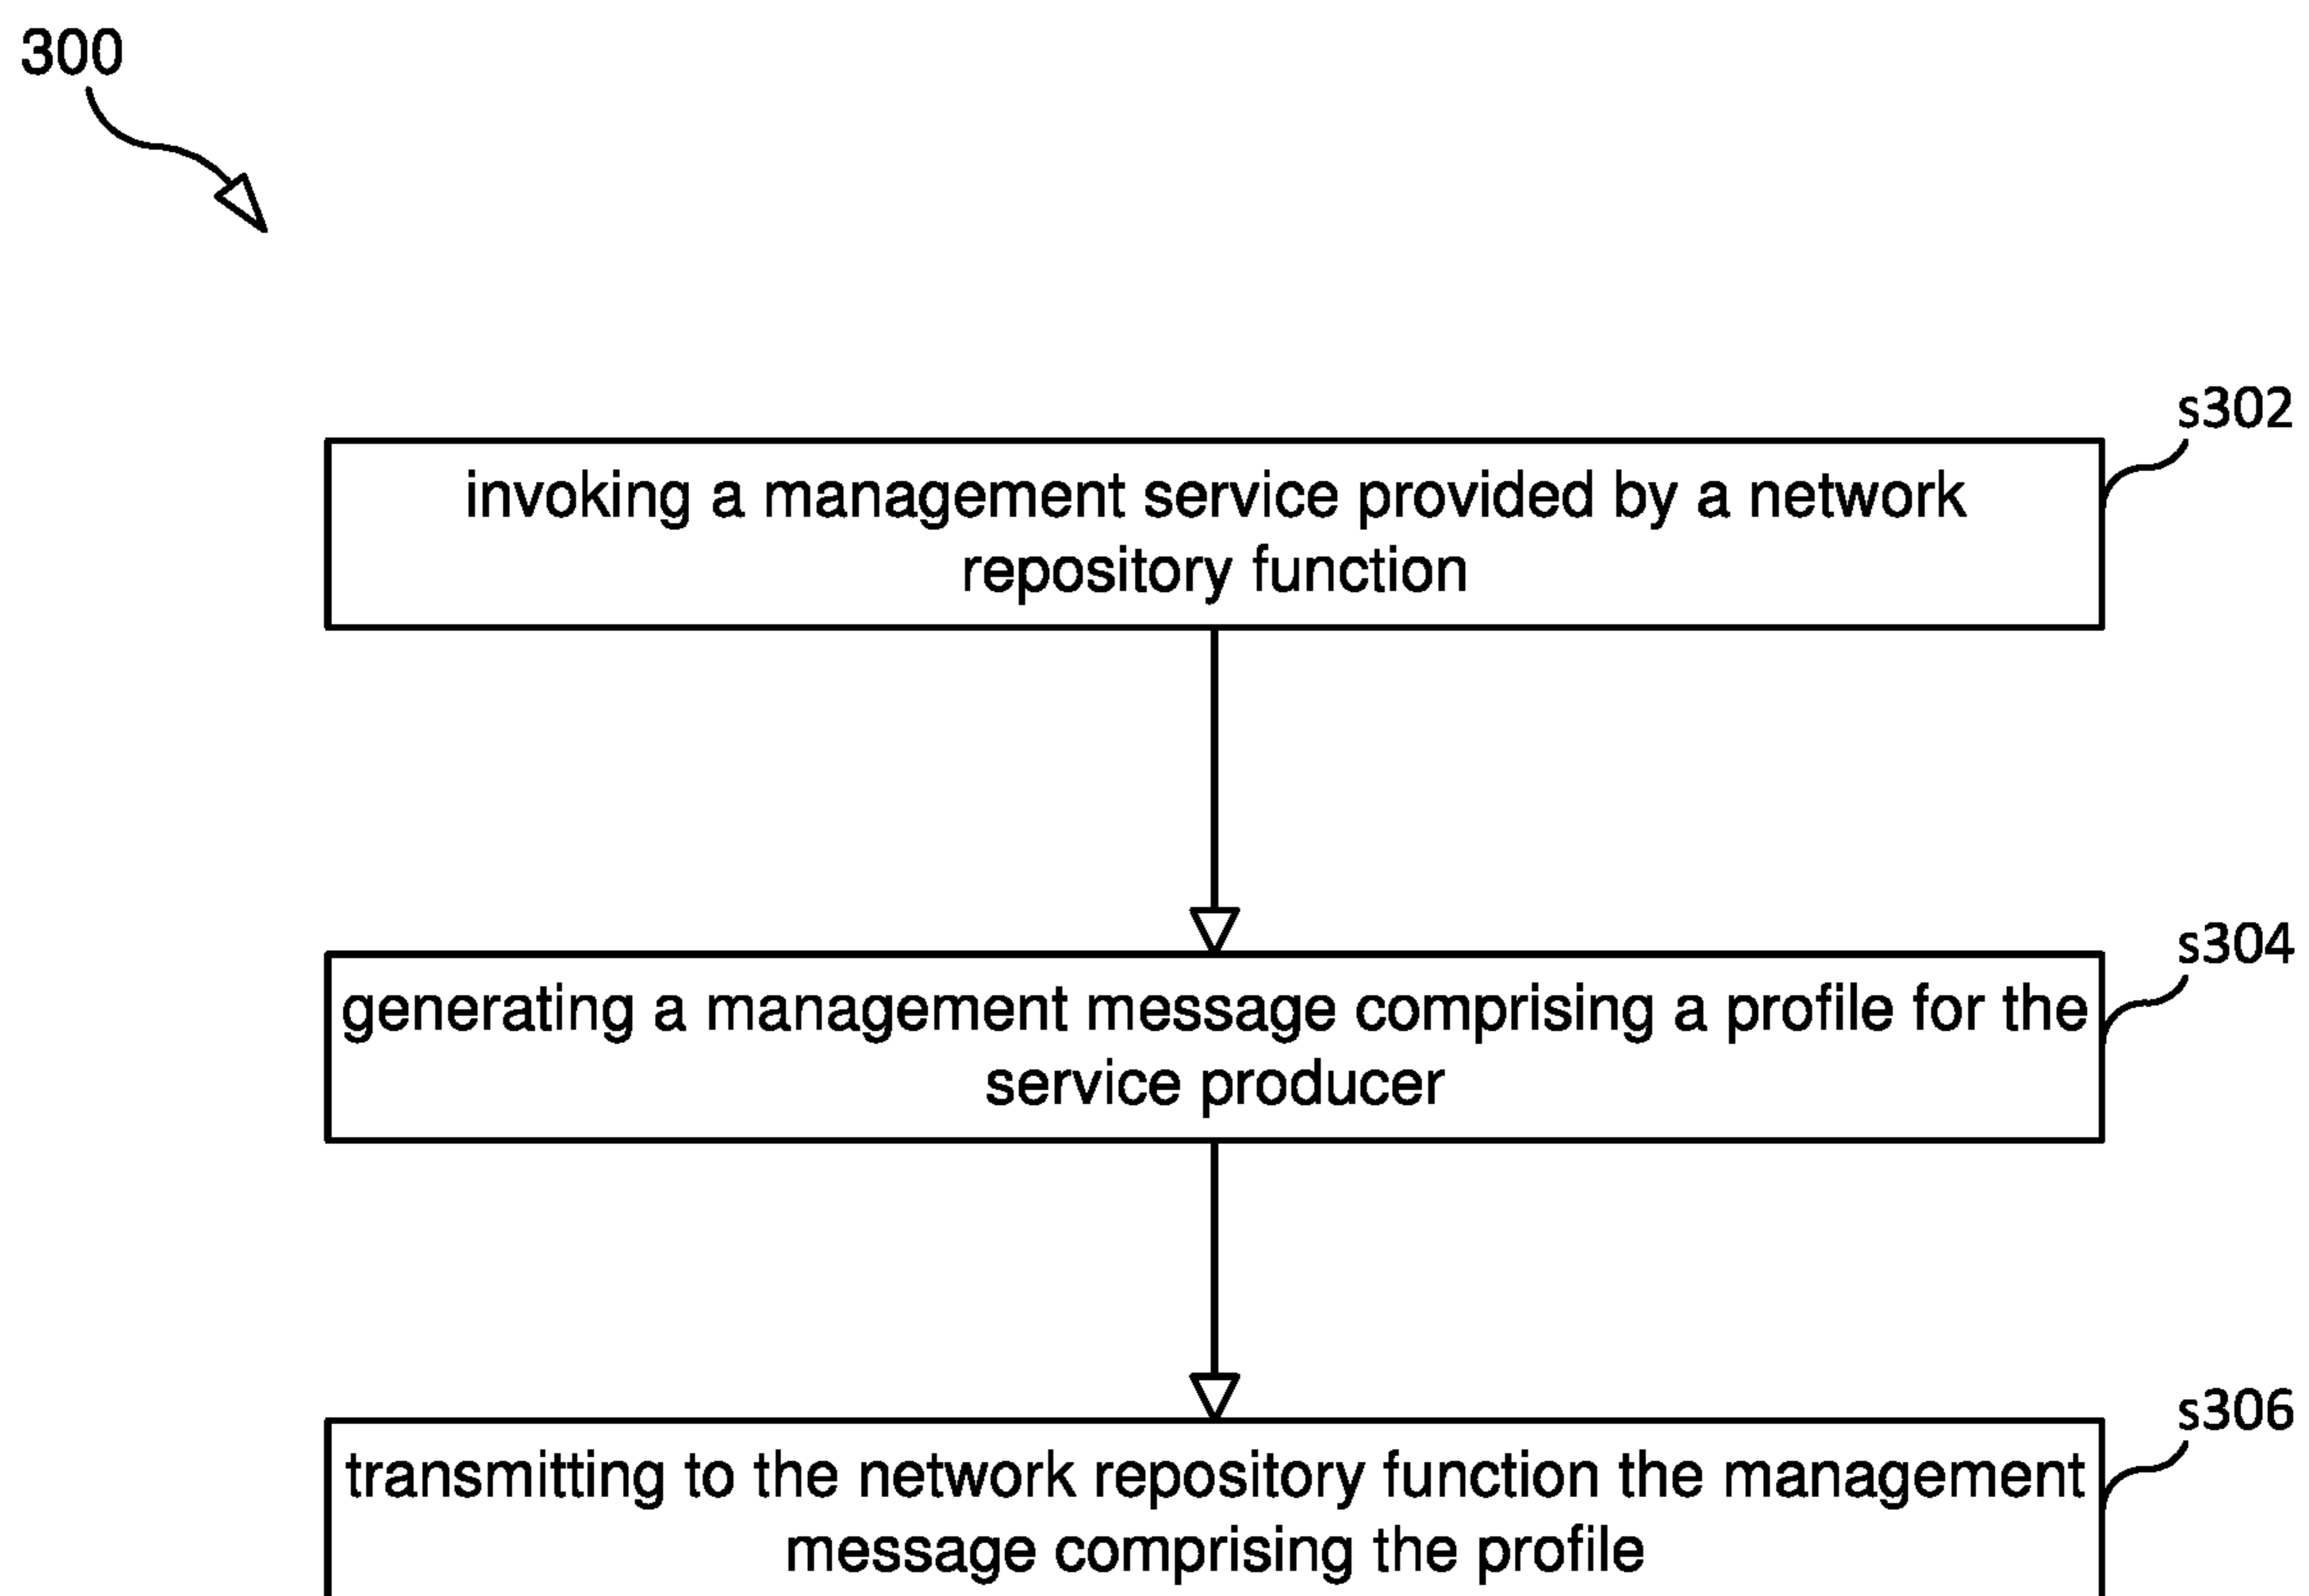 300
s302
invoking a management service provided by a network
repository function
s304
generating a management message comprising a profile for the
service producer
s306
transmitting to the network repository function the management
message comprising the profile